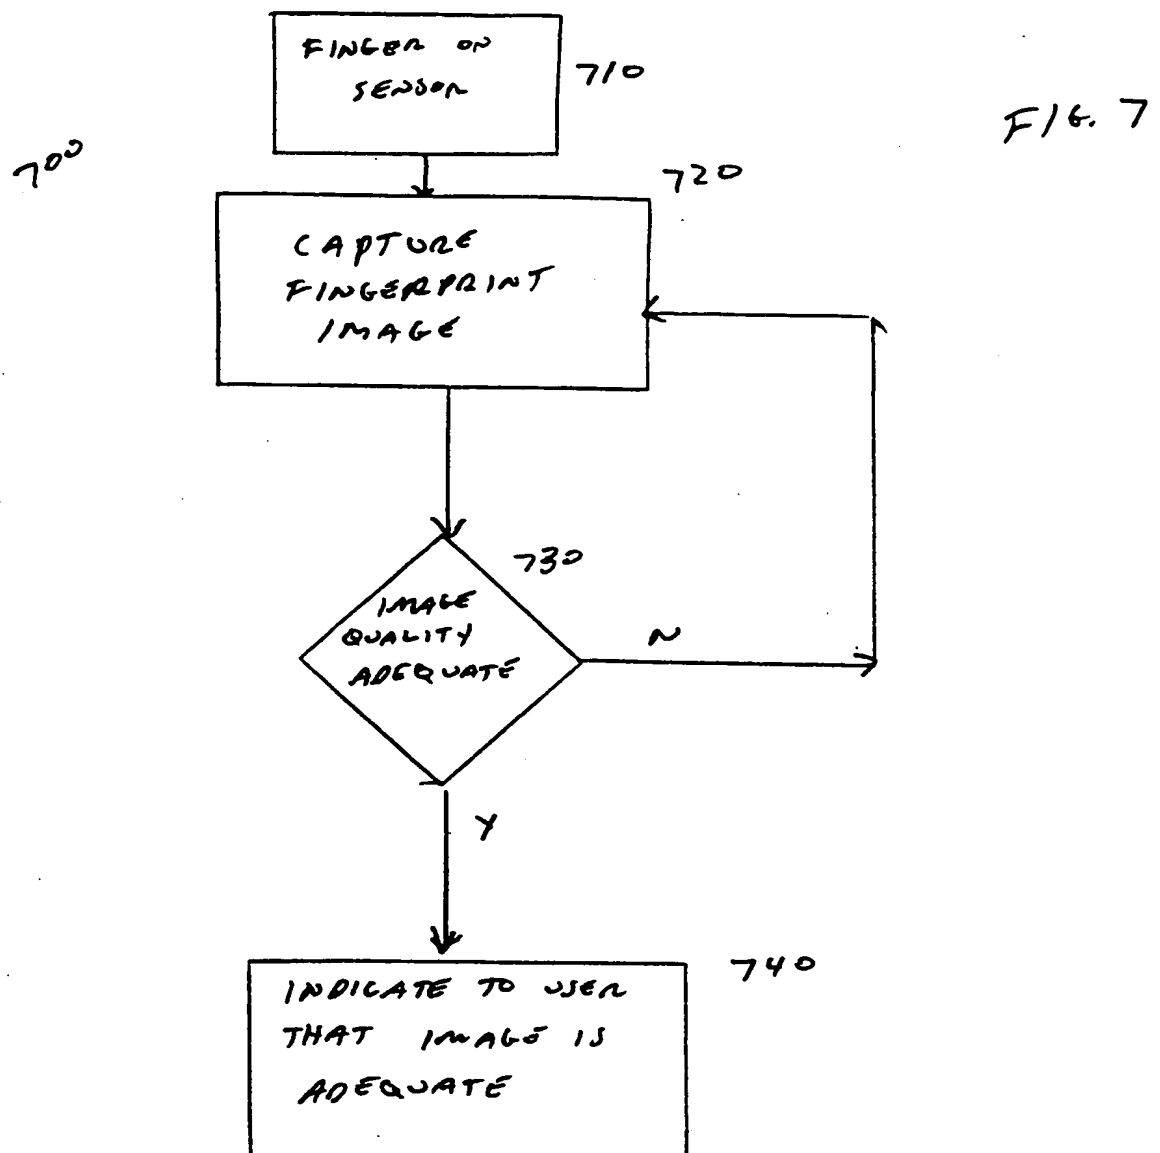 FINGER ON
SENSOR
710
FIG. 7
700
720
CAPTURE
FINGERPRINT
IMAGE
730
IMAGE
QUALITY
ADEQUATE
N
Y
740
INDICATE TO USER
THAT IMAGE IS
ADEQUATE